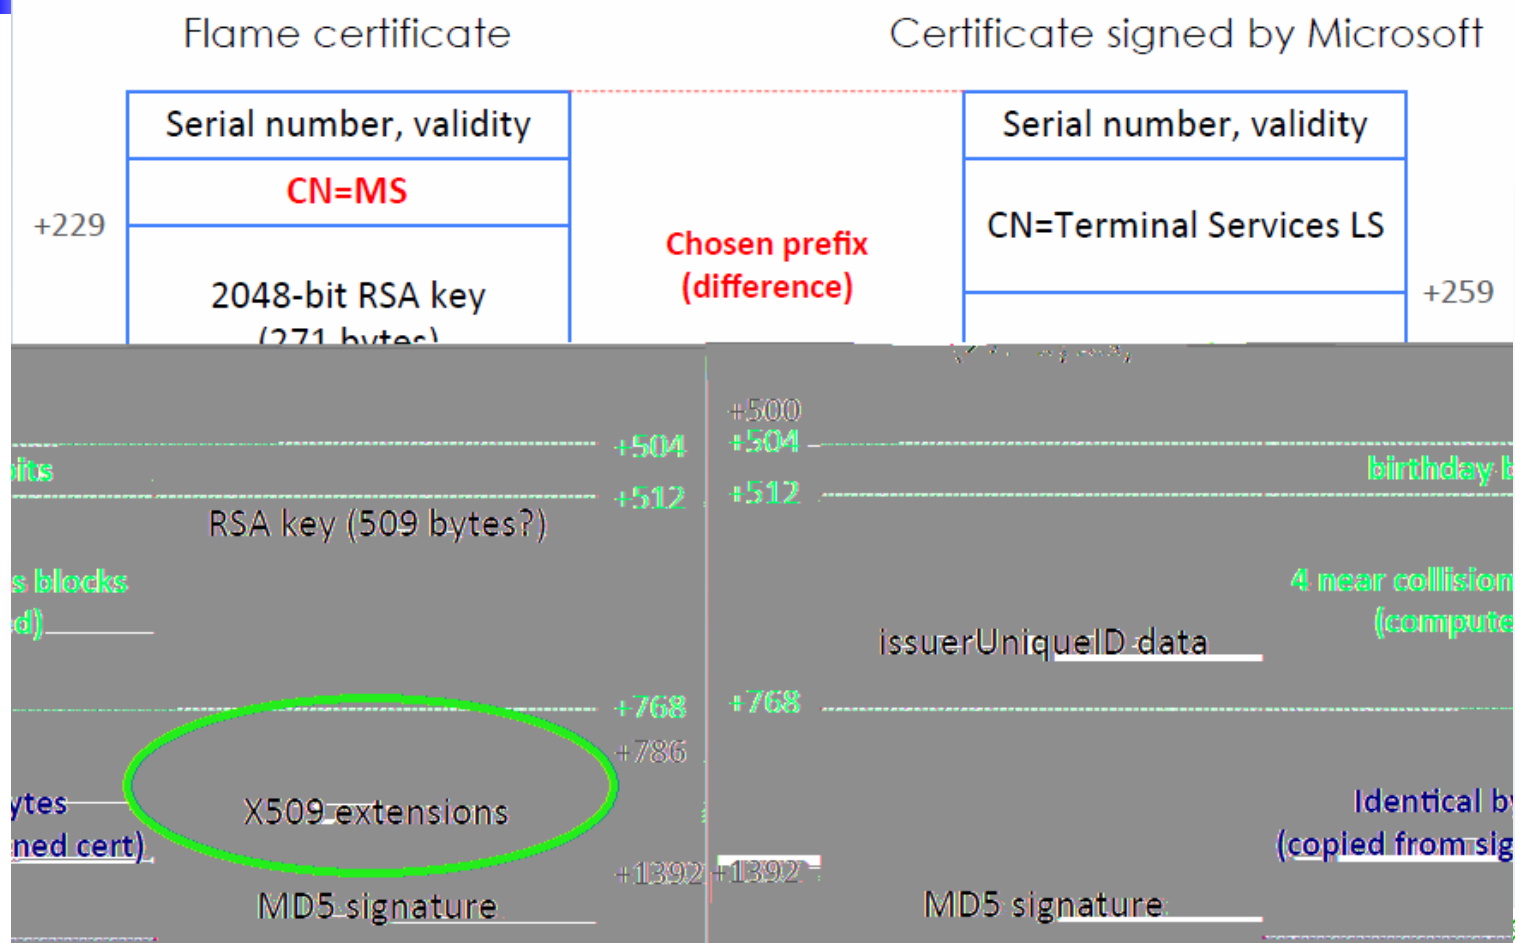 Flame certificate
Certificate signed by Microsoft
Serial number, validity
Serial number, validity
CN=MS
+229
CN=Terminal Services LS
Chosen prefix
(difference)
2048-bit RSA key
+259
(271 bytes)
+500
+504
+504
its
birthday b
+512
+512
RSA key (509 bytes?)
s blocks
4 near collision
d)
(compute
issuerUniqueID data
+768
+768
+786
ytes
X509 extensions
Identical by
ned cert)
(copied from sig
+1392
+1392
MD5 signature
MD5 signature